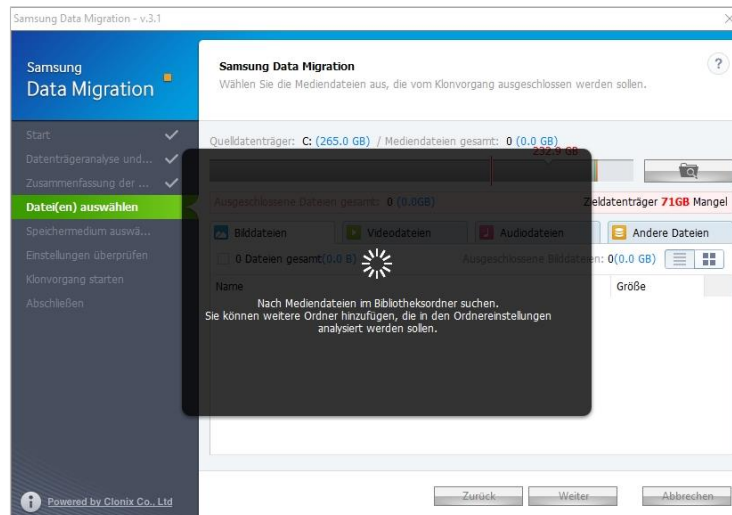 Samsung Data Migration - v.3.1
Samsung
Data Migration
Start
Datenträgeranalyse und...
Zusammenfassung der ...
Datei(en) auswählen
Speichermedium auswä...
Einstellungen überprüfen
Klonvorgang starten
Abschließen
Powered by Clonix Co., Ltd
Samsung Data Migration
Wählen Sie die Mediendateien aus, die vom Klonvorgang ausgeschlossen werden sollen.
?
Quelldatenträger: C: (265.0 GB) / Mediendateien gesamt: 0 (0.0 GB)
232.9 GB
Ausgeschlossene Dateien gesamt: 0 (0.0GB)
Zieldatenträger 71GB Mangel
Bilddateien
Videodateien
Audiodateien
Andere Dateien
0 Dateien gesamt(0.0 B)
Ausgeschlossene Bilddateien: 0(0.0 GB)
Name
Größe
Nach Mediendateien im Bibliotheksordner suchen.
Sie können weitere Ordner hinzufügen, die in den Ordnereinstellungen
analysiert werden sollen.
Zurück
Weiter
Abbrechen